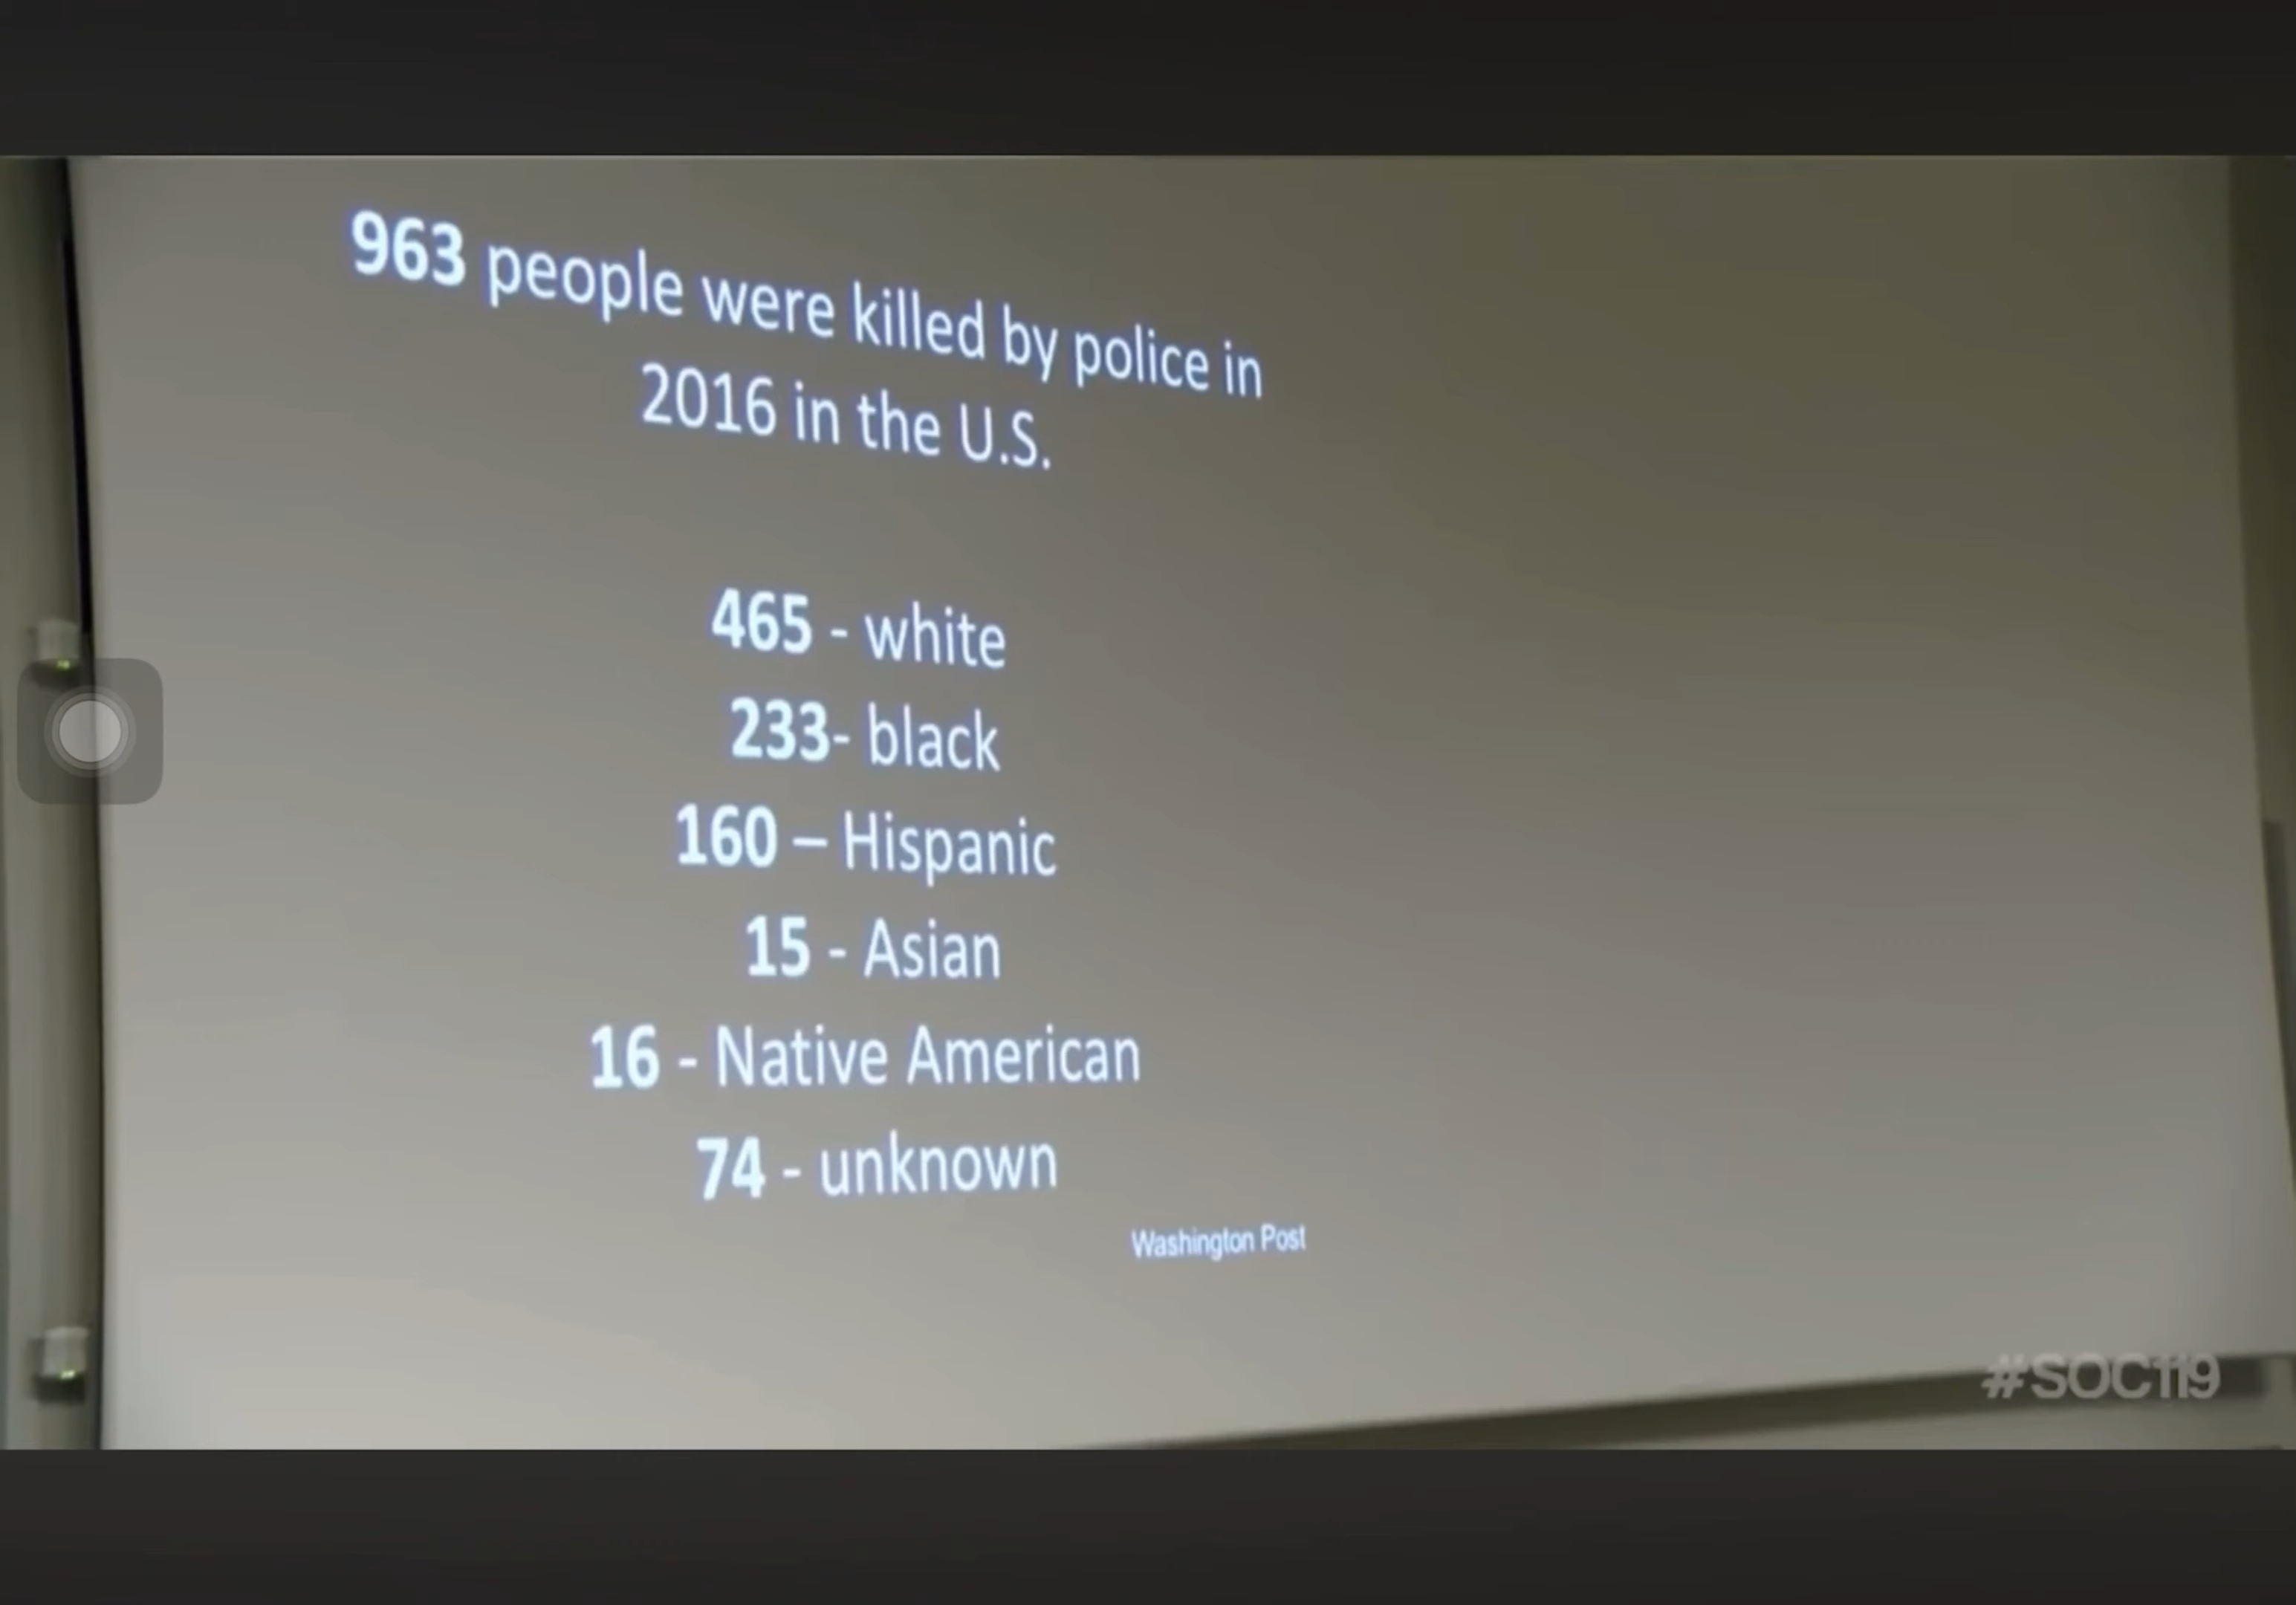 963 people were killed by police in
2016 in the U.S.
465 - white
233- black
160 – Hispanic
15 - Asian
16 - Native American
74 - unknown
Washington Post
#SOC119